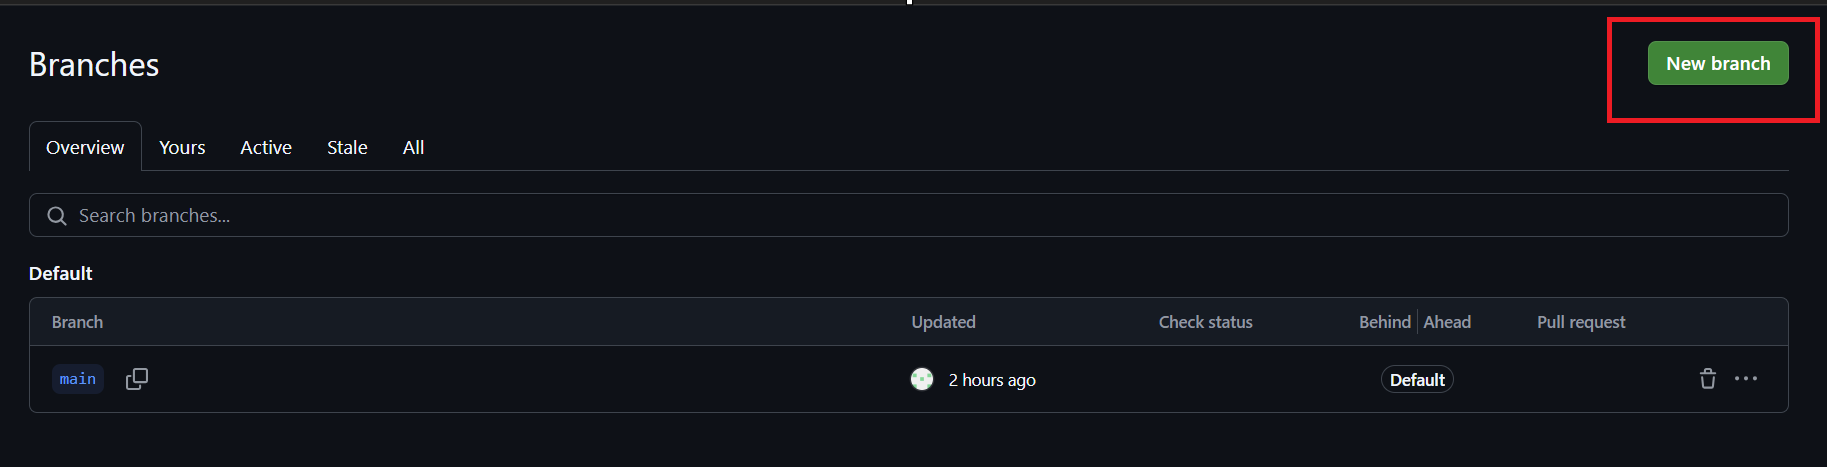 Branches
New branch
Overview Yours Active Stale All
Search branches...
Default
Branch Updated Check status Behind Ahead Pull request
main 2 hours ago Default